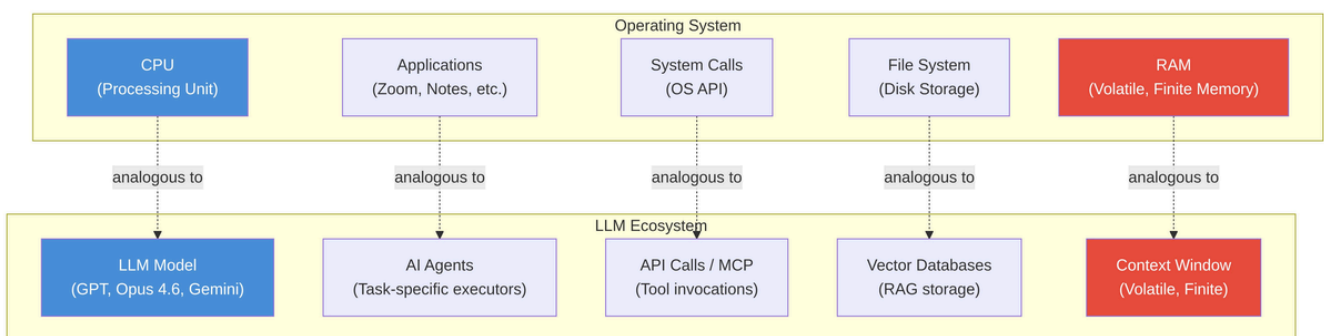 Operating System
CPU
(Processing Unit)
Applications
(Zoom, Notes, etc.)
System Calls
(OS API)
File System
(Disk Storage)
RAM
(Volatile, Finite Memory)
analogous to
analogous to
analogous to
analogous to
analogous to
LLM Ecosystem
LLM Model
(GPT, Opus 4.6, Gemini)
AI Agents
(Task-specific executors)
API Calls / MCP
(Tool invocations)
Vector Databases
(RAG storage)
Context Window
(Volatile, Finite)